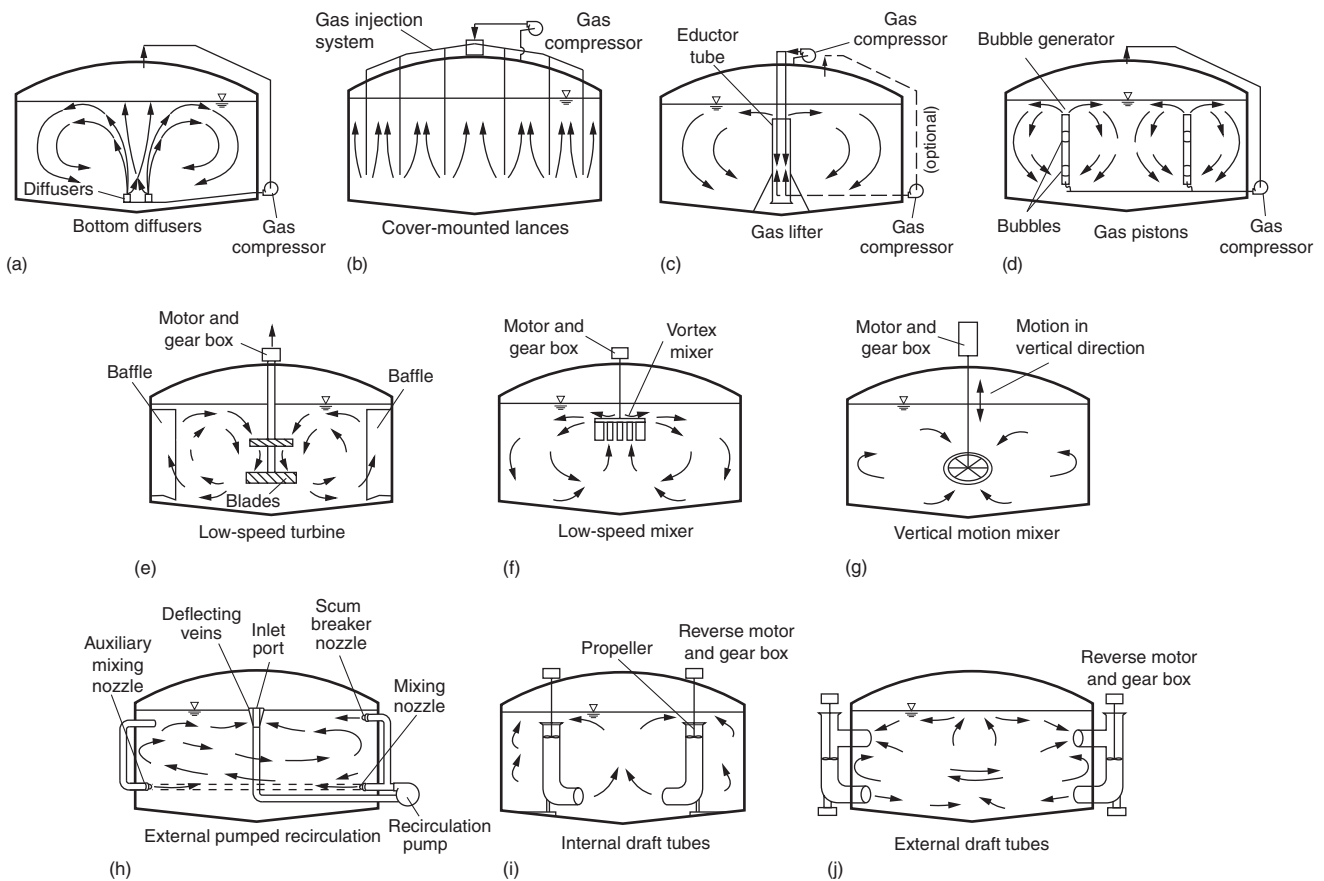 Gas injection
system
Gas
compressor
Diffusers
Bottom diffusers
Gas
compressor
(a)
Cover-mounted lances
(b)
Eductor
tube
Gas
compressor
(optional)
Gas lifter
Gas
compressor
(c)
Bubble generator
Bubbles
Gas pistons
Gas
compressor
(d)
Motor and
gear box
Baffle
Baffle
Blades
Low-speed turbine
(e)
Motor and
gear box
Vortex
mixer
Low-speed mixer
(f)
Motor and
gear box
Motion in
vertical direction
Vertical motion mixer
(g)
Auxiliary
mixing
nozzle
Deflecting
veins
Inlet
port
Scum
breaker
nozzle
Mixing
nozzle
Recirculation
pump
External pumped recirculation
(h)
Propeller
Reverse motor
and gear box
Internal draft tubes
(i)
Reverse motor
and gear box
External draft tubes
(j)